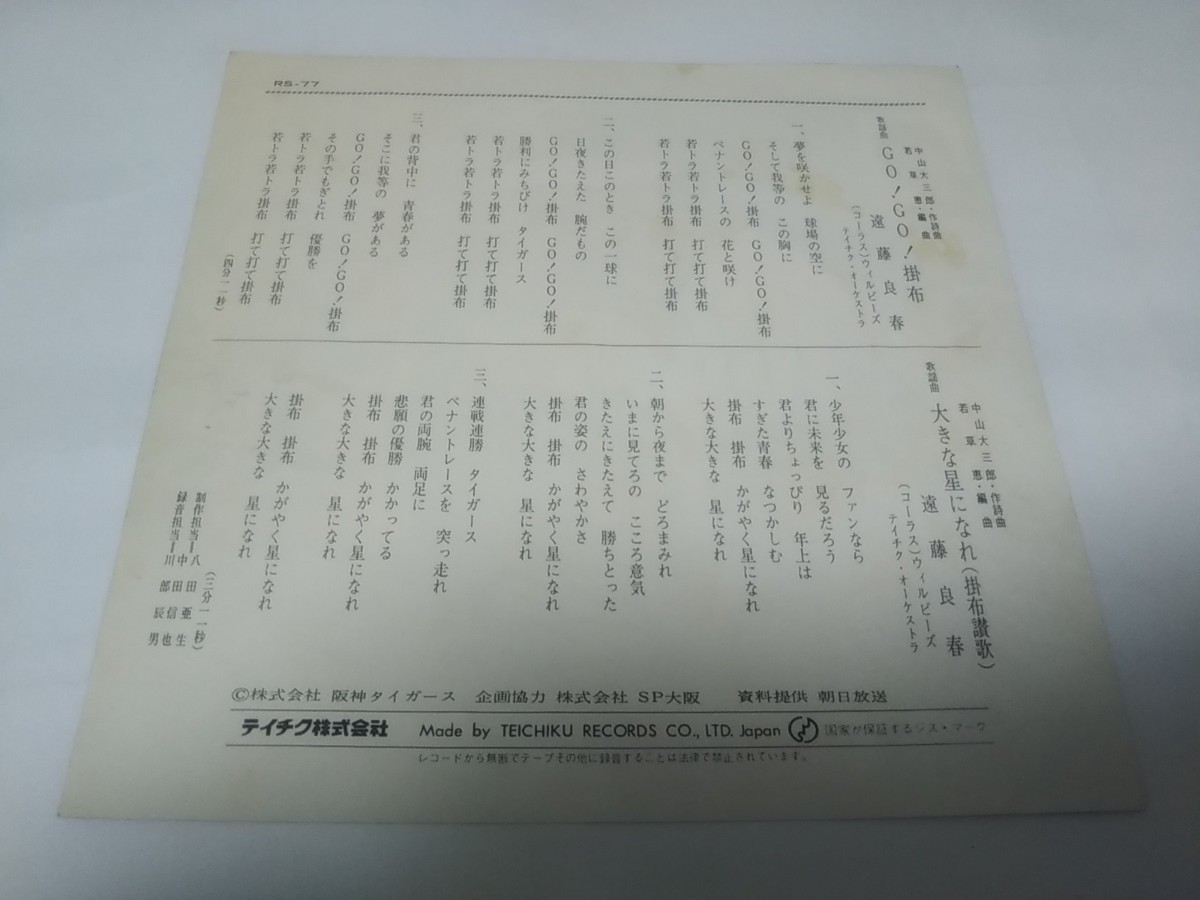 RS-77
中山大三郎・作詩曲
若草恵・編曲
歌謡曲 GO!GO!掛布
遠藤良春
(コーラス)ウィルビーズ
テイチク・オーケストラ
一、夢を咲かせよ 球場の空に
そして我等の この胸に
GO!GO!掛布 GO!GO!掛布
ペナントレースの 花と咲け
若トラ若トラ掛布 打て打て掛布
若トラ若トラ掛布 打て打て掛布
二、この日このとき この一球に
日夜きたえた 腕だもの
GO!GO!掛布 GO!GO!掛布
勝利にみちびけ タイガース
若トラ若トラ掛布 打て打て掛布
若トラ若トラ掛布 打て打て掛布
三、君の背中に 青春がある
そこに我等の 夢がある
GO!GO!掛布 GO!GO!掛布
その手でもぎとれ 優勝を
若トラ若トラ掛布 打て打て掛布
若トラ若トラ掛布 打て打て掛布
(四分一一秒)
中山大三郎・作詩曲
若草恵・編曲
歌謡曲 大きな星になれ(掛布讃歌)
遠藤良春
(コーラス)ウィルビーズ
テイチク・オーケストラ
一、少年少女の ファンなら
君に未来を 見るだろう
君よりちょっぴり 年上は
すぎた青春 なつかしむ
掛布 掛布 かがやく星になれ
大きな大きな 星になれ
二、朝から夜まで どろまみれ
いまに見てろの こころ意気
きたえにきたえて 勝ちとった
君の姿の さわやかさ
掛布 掛布 かがやく星になれ
大きな大きな 星になれ
三、連戦連勝 タイガース
ペナントレースを 突っ走れ
君の両腕 両足に
悲願の優勝 かかってる
掛布 掛布 かがやく星になれ
大きな大きな 星になれ
掛布 掛布 かがやく星になれ
大きな大きな 星になれ
(三分一一秒)
制作担当=八田亜生
中田信也
録音担当=川部辰男
©株式会社 阪神タイガース 企画協力 株式会社 SP大阪 資料提供 朝日放送
テイチク株式会社 Made by TEICHIKU RECORDS CO., LTD. Japan 国家が保証するジス・マーク
レコードから無断でテープその他に録音することは法律で禁止されています。